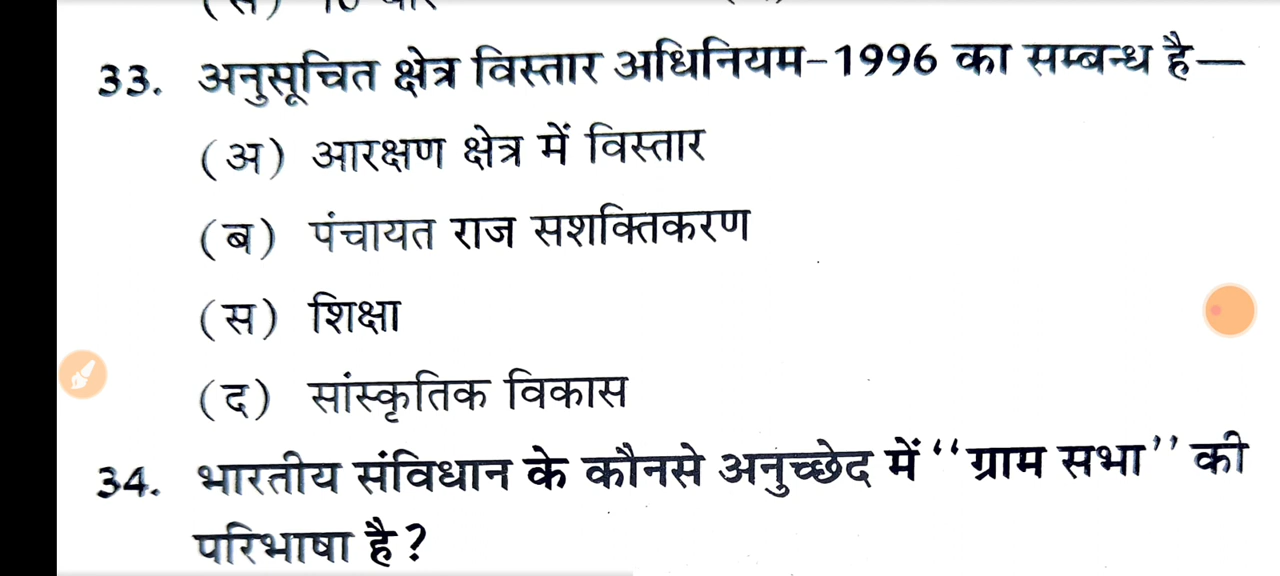 33. अनुसूचित क्षेत्र विस्तार अधिनियम-1996 का सम्बन्ध है—
(अ) आरक्षण क्षेत्र में विस्तार
(ब) पंचायत राज सशक्तिकरण
(स) शिक्षा
(द) सांस्कृतिक विकास
34. भारतीय संविधान के कौनसे अनुच्छेद में ‘‘ग्राम सभा’’ की
परिभाषा है?